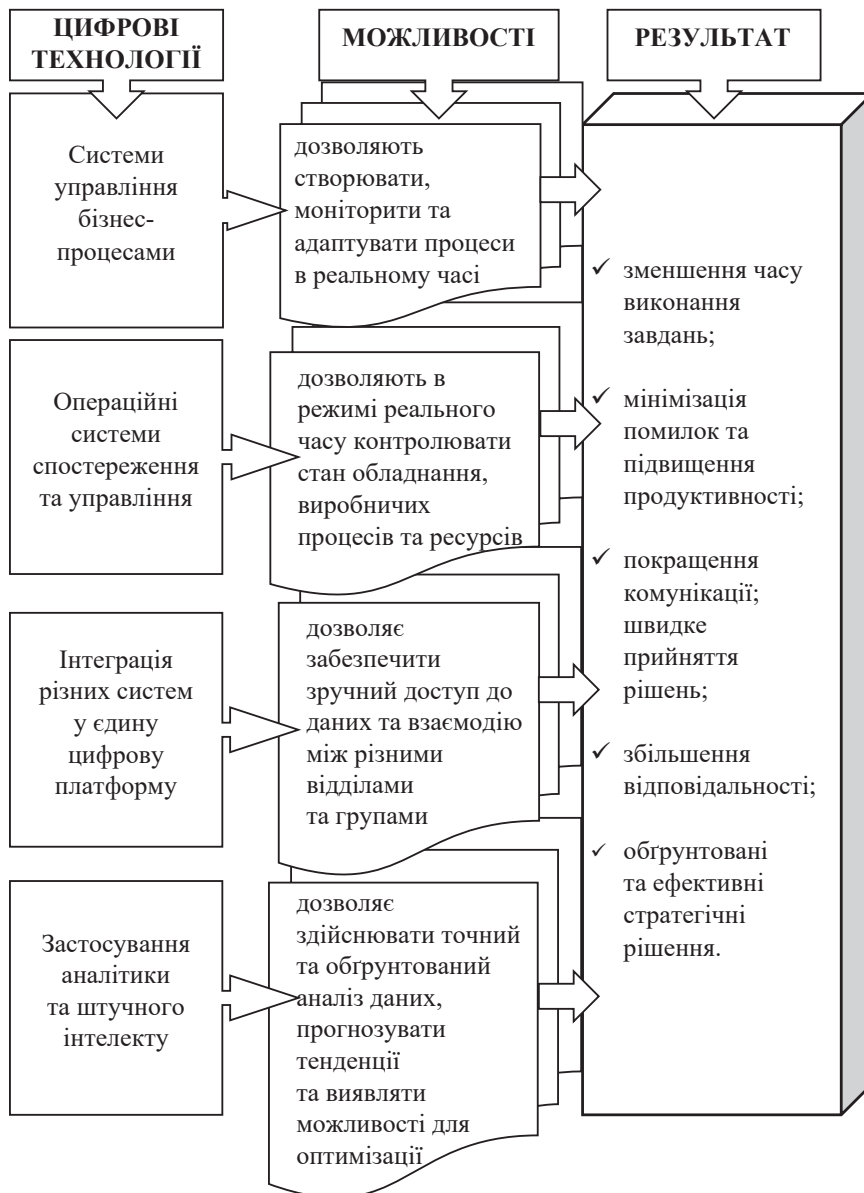 ЦИФРОВІ
ТЕХНОЛОГІЇ
МОЖЛИВОСТІ
РЕЗУЛЬТАТ
Системи
управління
бізнес-
процесами
дозволяють
створювати,
моніторити та
адаптувати процеси
в реальному часі
Операційні
системи
спостереження
та управління
дозволяють в
режимі реального
часу контролювати
стан обладнання,
виробничих
процесів та ресурсів
Інтеграція
різних систем
у єдину
цифрову
платформу
дозволяє
забезпечити
зручний доступ до
даних та взаємодію
між різними
відділами
та групами
Застосування
аналітики
та штучного
інтелекту
дозволяє
здійснювати точний
та обґрунтований
аналіз даних,
прогнозувати
тенденції
та виявляти
можливості для
оптимізації
✓ зменшення часу
виконання
завдань;
✓ мінімізація
помилок та
підвищення
продуктивності;
✓ покращення
комунікації;
швидке
прийняття
рішень;
✓ збільшення
відповідальності;
✓ обґрунтовані
та ефективні
стратегічні
рішення.